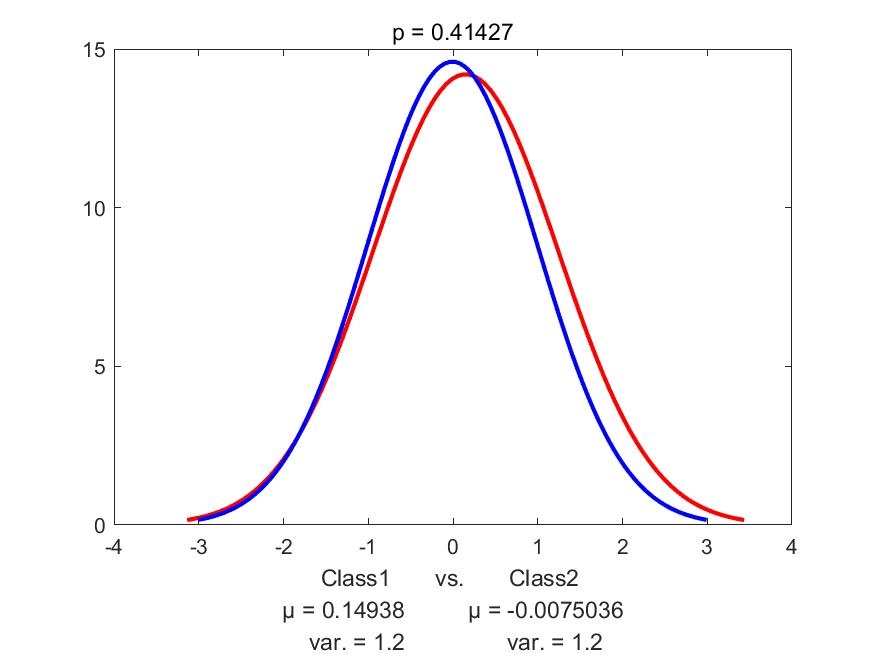 p = 0.41427
15
10
5
0
-4 -3 -2 -1 0 1 2 3 4
Class1 vs. Class2
μ = 0.14938 μ = -0.0075036
var. = 1.2 var. = 1.2